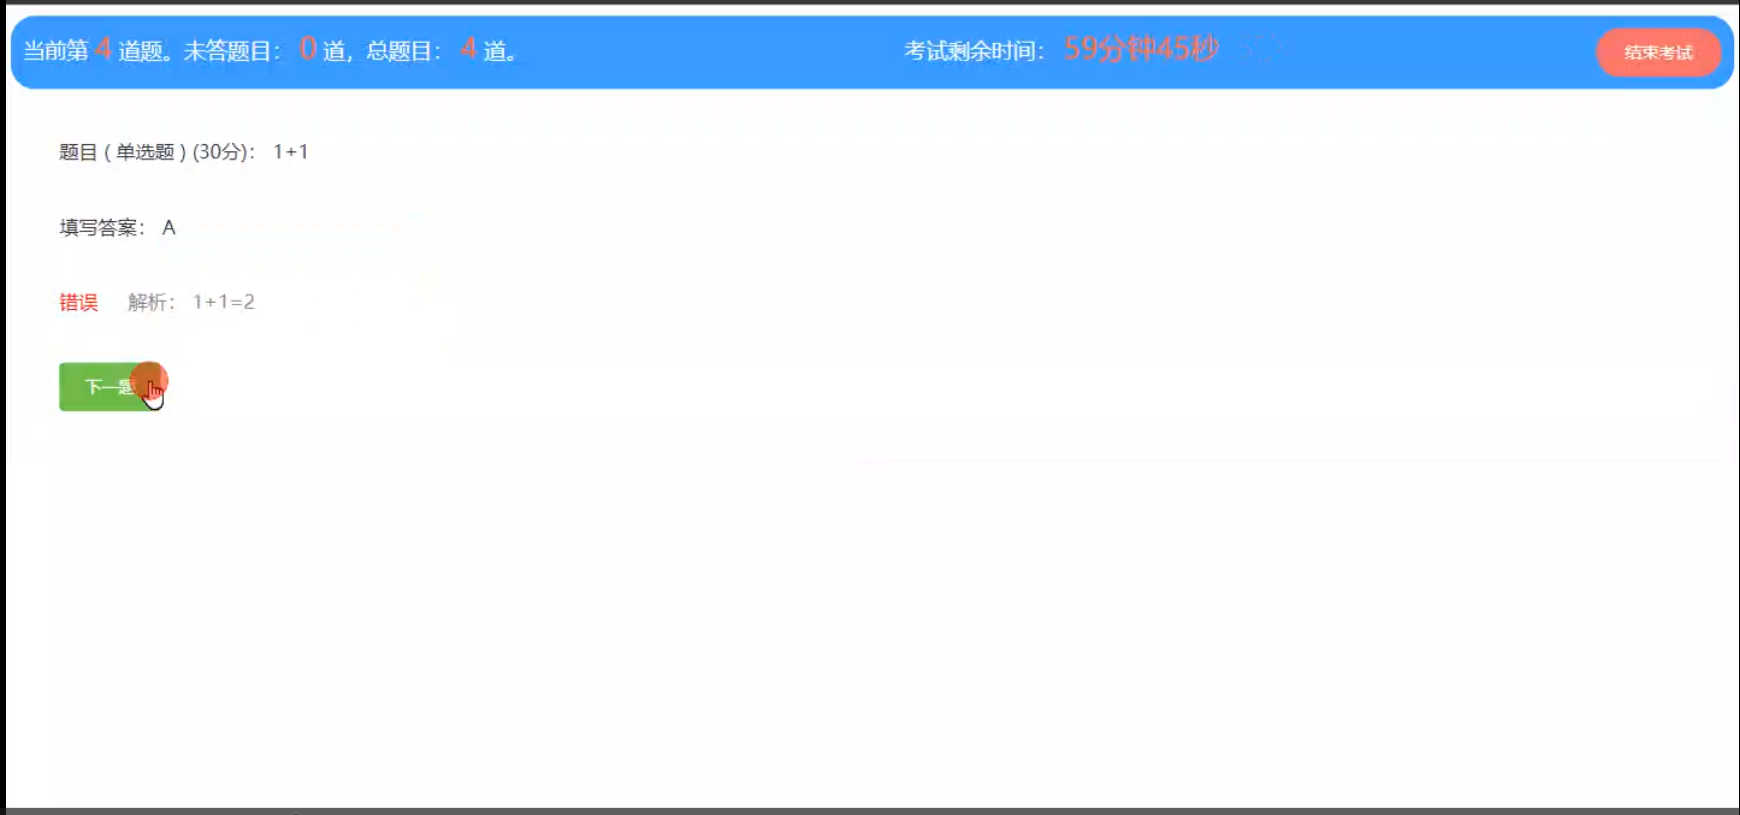 当前第 4 道题。未答题目： 0 道，总题目： 4 道。 考试剩余时间： 59分钟45秒 结束考试
题目 ( 单选题 ) (30分)： 1+1
填写答案： A
错误 解析： 1+1=2
下一题